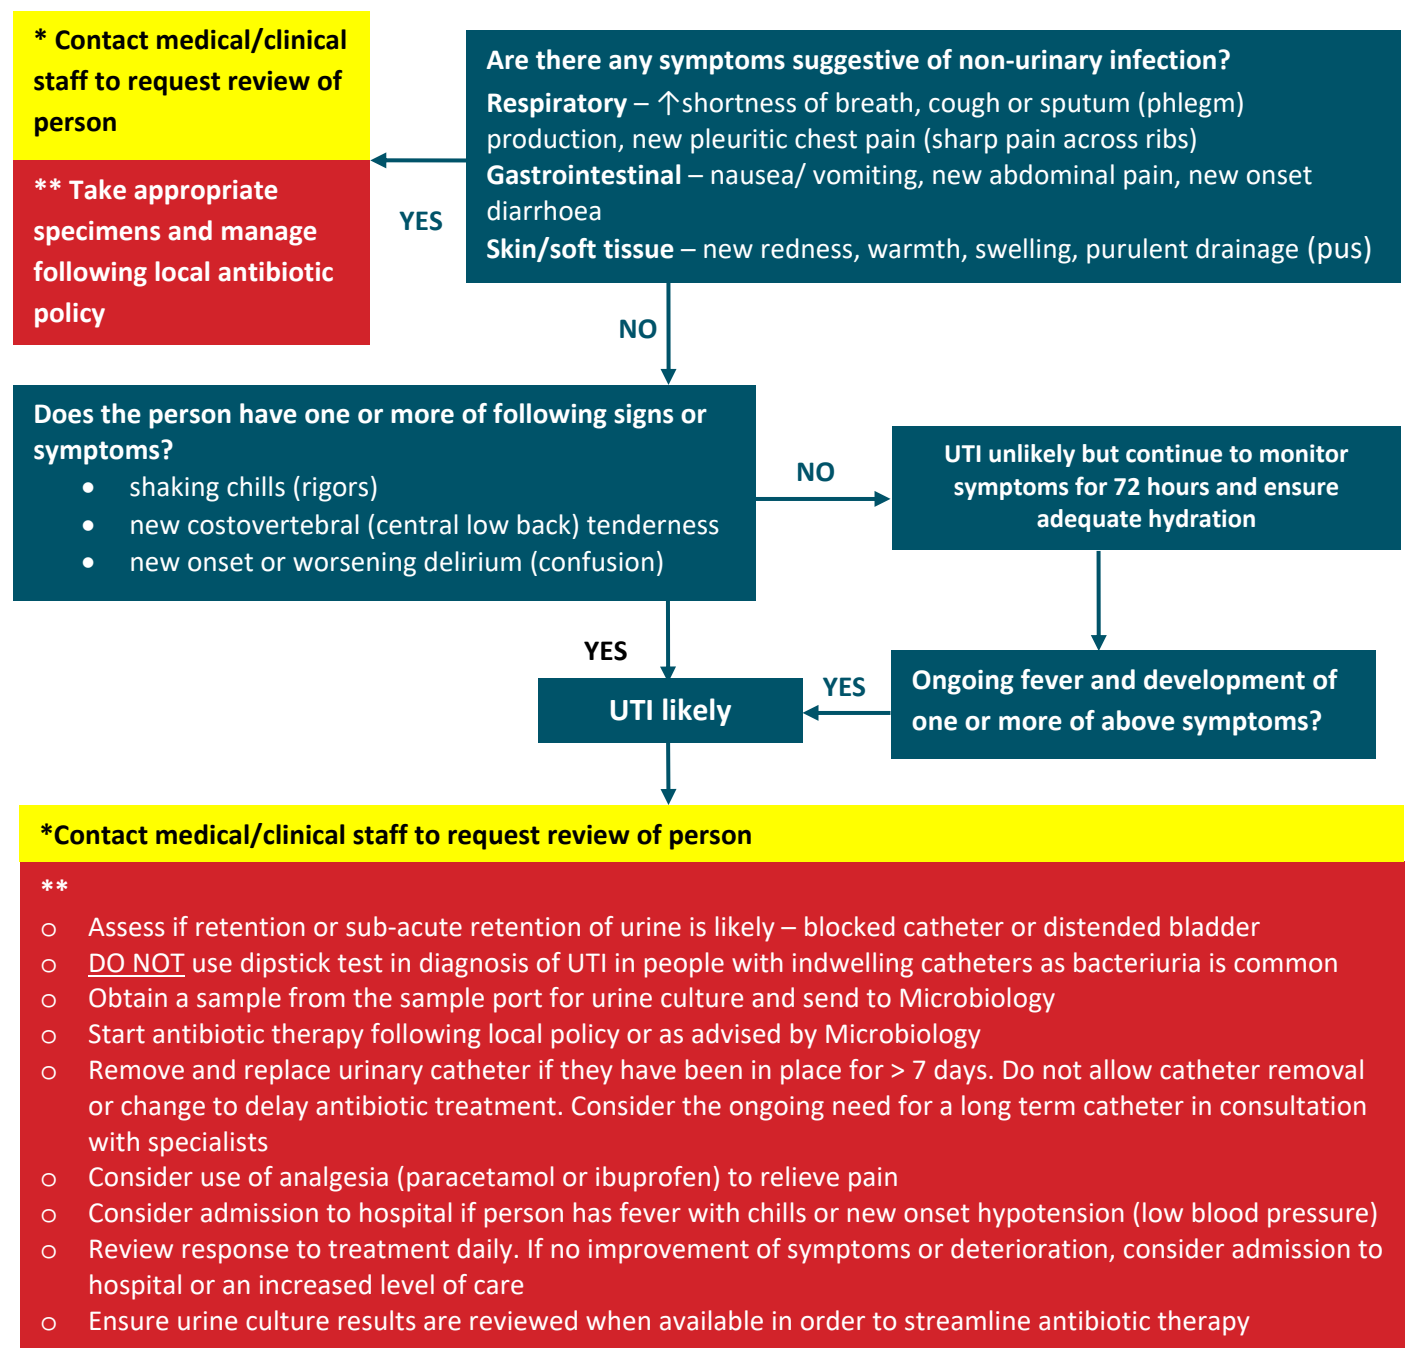 * Contact medical/clinical
staff to request review of
person
** Take appropriate
specimens and manage
following local antibiotic
policy
YES
Are there any symptoms suggestive of non-urinary infection?
Respiratory – ↑shortness of breath, cough or sputum (phlegm)
production, new pleuritic chest pain (sharp pain across ribs)
Gastrointestinal – nausea/ vomiting, new abdominal pain, new onset
diarrhoea
Skin/soft tissue – new redness, warmth, swelling, purulent drainage (pus)
NO
Does the person have one or more of following signs or
symptoms?
• shaking chills (rigors)
• new costovertebral (central low back) tenderness
• new onset or worsening delirium (confusion)
NO
UTI unlikely but continue to monitor
symptoms for 72 hours and ensure
adequate hydration
YES
UTI likely
YES
Ongoing fever and development of
one or more of above symptoms?
*Contact medical/clinical staff to request review of person
**
o Assess if retention or sub-acute retention of urine is likely – blocked catheter or distended bladder
o DO NOT use dipstick test in diagnosis of UTI in people with indwelling catheters as bacteriuria is common
o Obtain a sample from the sample port for urine culture and send to Microbiology
o Start antibiotic therapy following local policy or as advised by Microbiology
o Remove and replace urinary catheter if they have been in place for > 7 days. Do not allow catheter removal
or change to delay antibiotic treatment. Consider the ongoing need for a long term catheter in consultation
with specialists
o Consider use of analgesia (paracetamol or ibuprofen) to relieve pain
o Consider admission to hospital if person has fever with chills or new onset hypotension (low blood pressure)
o Review response to treatment daily. If no improvement of symptoms or deterioration, consider admission to
hospital or an increased level of care
o Ensure urine culture results are reviewed when available in order to streamline antibiotic therapy